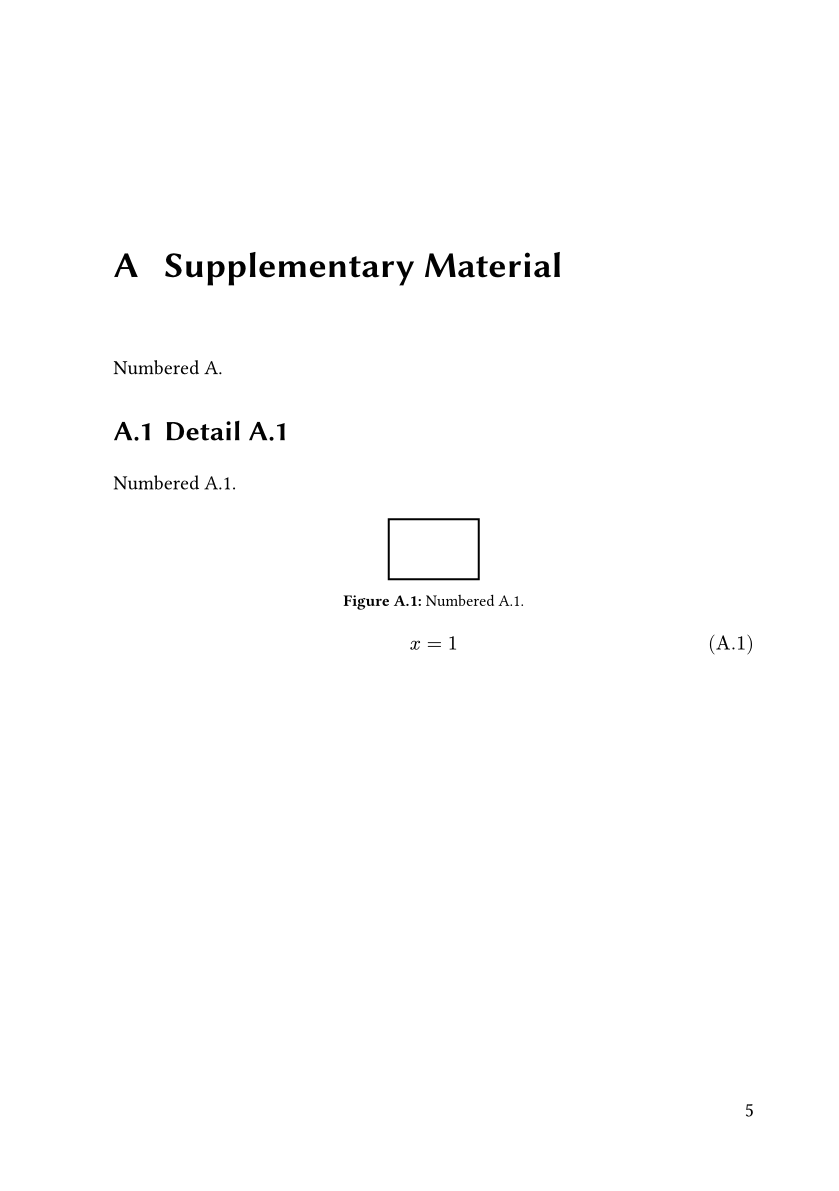 A Supplementary Material
Numbered A.
A.1 Detail A.1
Numbered A.1.
Figure A.1: Numbered A.1.
x = 1 (A.1)
5